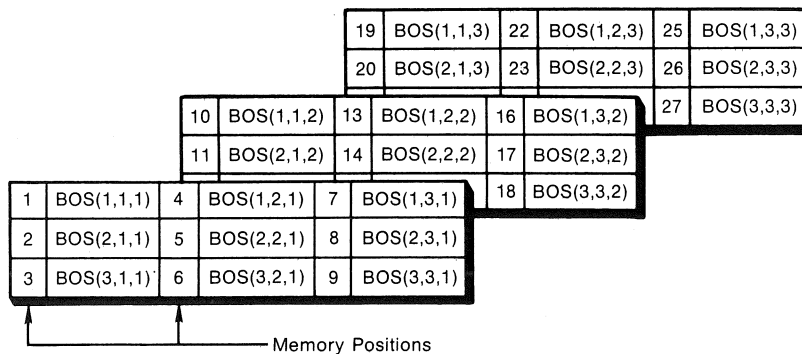 19 BOS(1,1,3) 22 BOS(1,2,3) 25 BOS(1,3,3)
20 BOS(2,1,3) 23 BOS(2,2,3) 26 BOS(2,3,3)
27 BOS(3,3,3)
10 BOS(1,1,2) 13 BOS(1,2,2) 16 BOS(1,3,2)
11 BOS(2,1,2) 14 BOS(2,2,2) 17 BOS(2,3,2)
18 BOS(3,3,2)
1 BOS(1,1,1) 4 BOS(1,2,1) 7 BOS(1,3,1)
2 BOS(2,1,1) 5 BOS(2,2,1) 8 BOS(2,3,1)
3 BOS(3,1,1) 6 BOS(3,2,1) 9 BOS(3,3,1)
Memory Positions